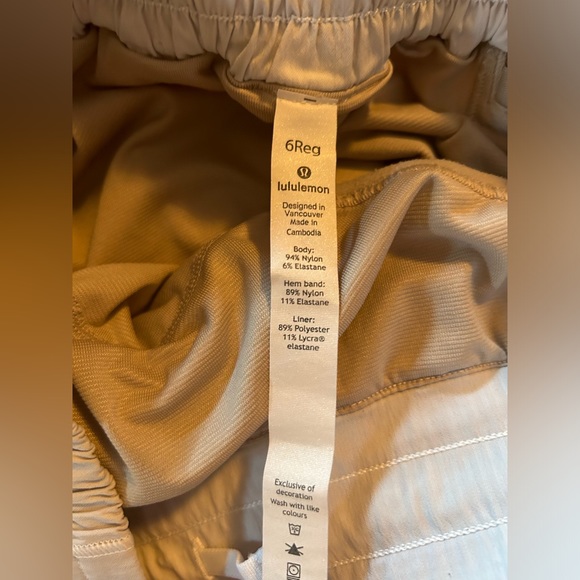 6Reg
lululemon
Designed in
Vancouver
Made in
Cambodia
Body:
94% Nylon
6% Elastane
Hem band:
89% Nylon
11% Elastane
Liner:
89% Polyester
11% Lycra®
elastane
Exclusive of
decoration
Wash with like
colours